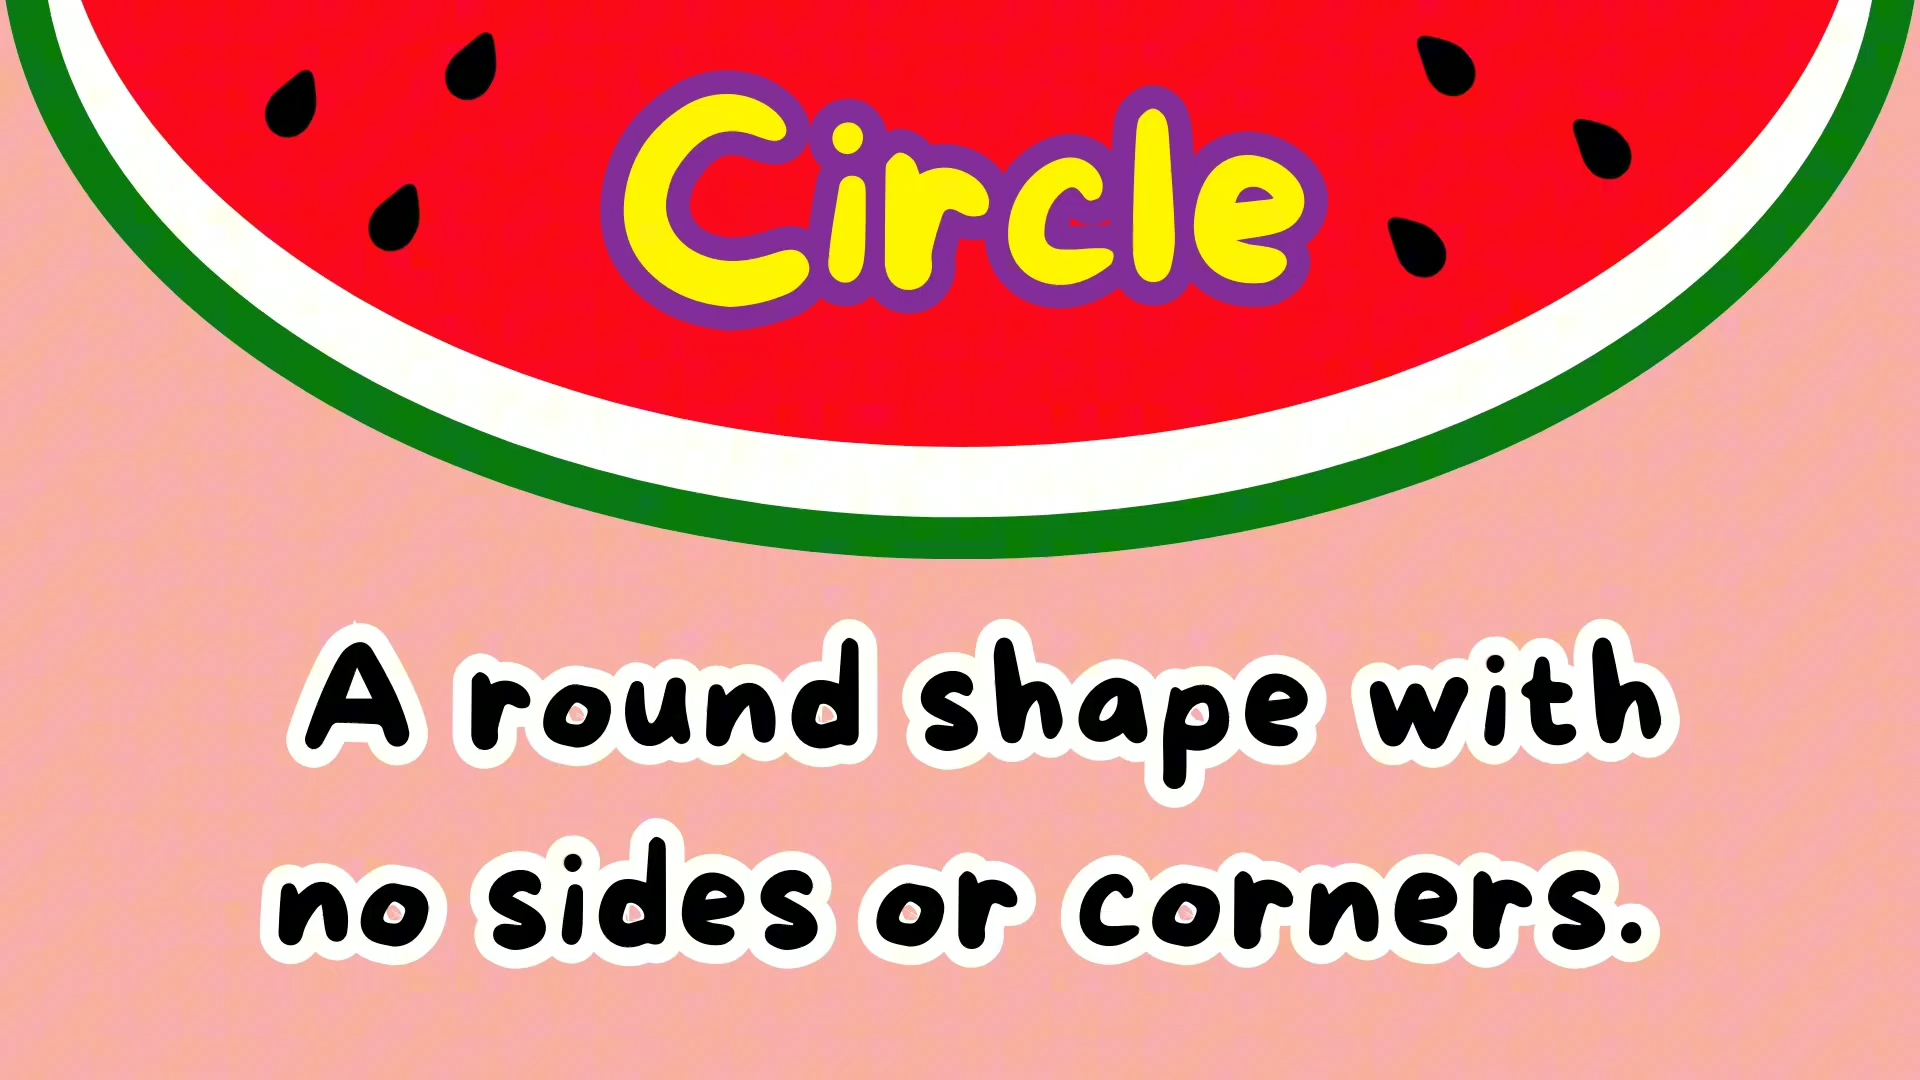 Circle
A round shape with
no sides or corners.